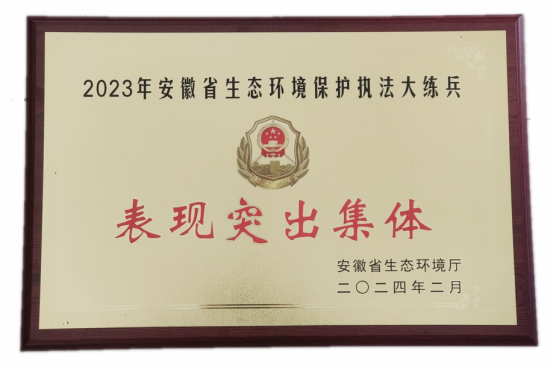 2023年安徽省生态环境保护执法大练兵
表现突出集体
安徽省生态环境厅
二〇二四年二月